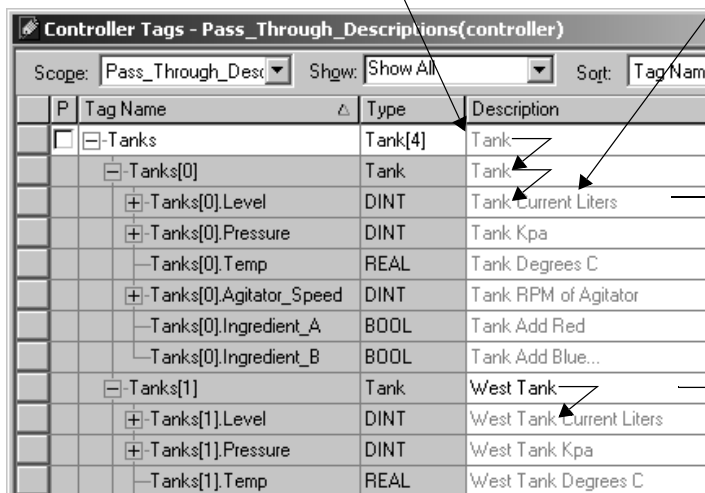 Controller Tags - Pass_Through_Descriptions(controller)
Scope: Pass_Through_Desc Show: Show All Sort: Tag Nam
P Tag Name Type Description
Tanks Tank[4] Tank
Tanks[0] Tank Tank
Tanks[0].Level DINT Tank Current Liters
Tanks[0].Pressure DINT Tank Kpa
Tanks[0].Temp REAL Tank Degrees C
Tanks[0].Agitator_Speed DINT Tank RPM of Agitator
Tanks[0].Ingredient_A BOOL Tank Add Red
Tanks[0].Ingredient_B BOOL Tank Add Blue...
Tanks[1] Tank West Tank
Tanks[1].Level DINT West Tank Current Liters
Tanks[1].Pressure DINT West Tank Kpa
Tanks[1].Temp REAL West Tank Degrees C